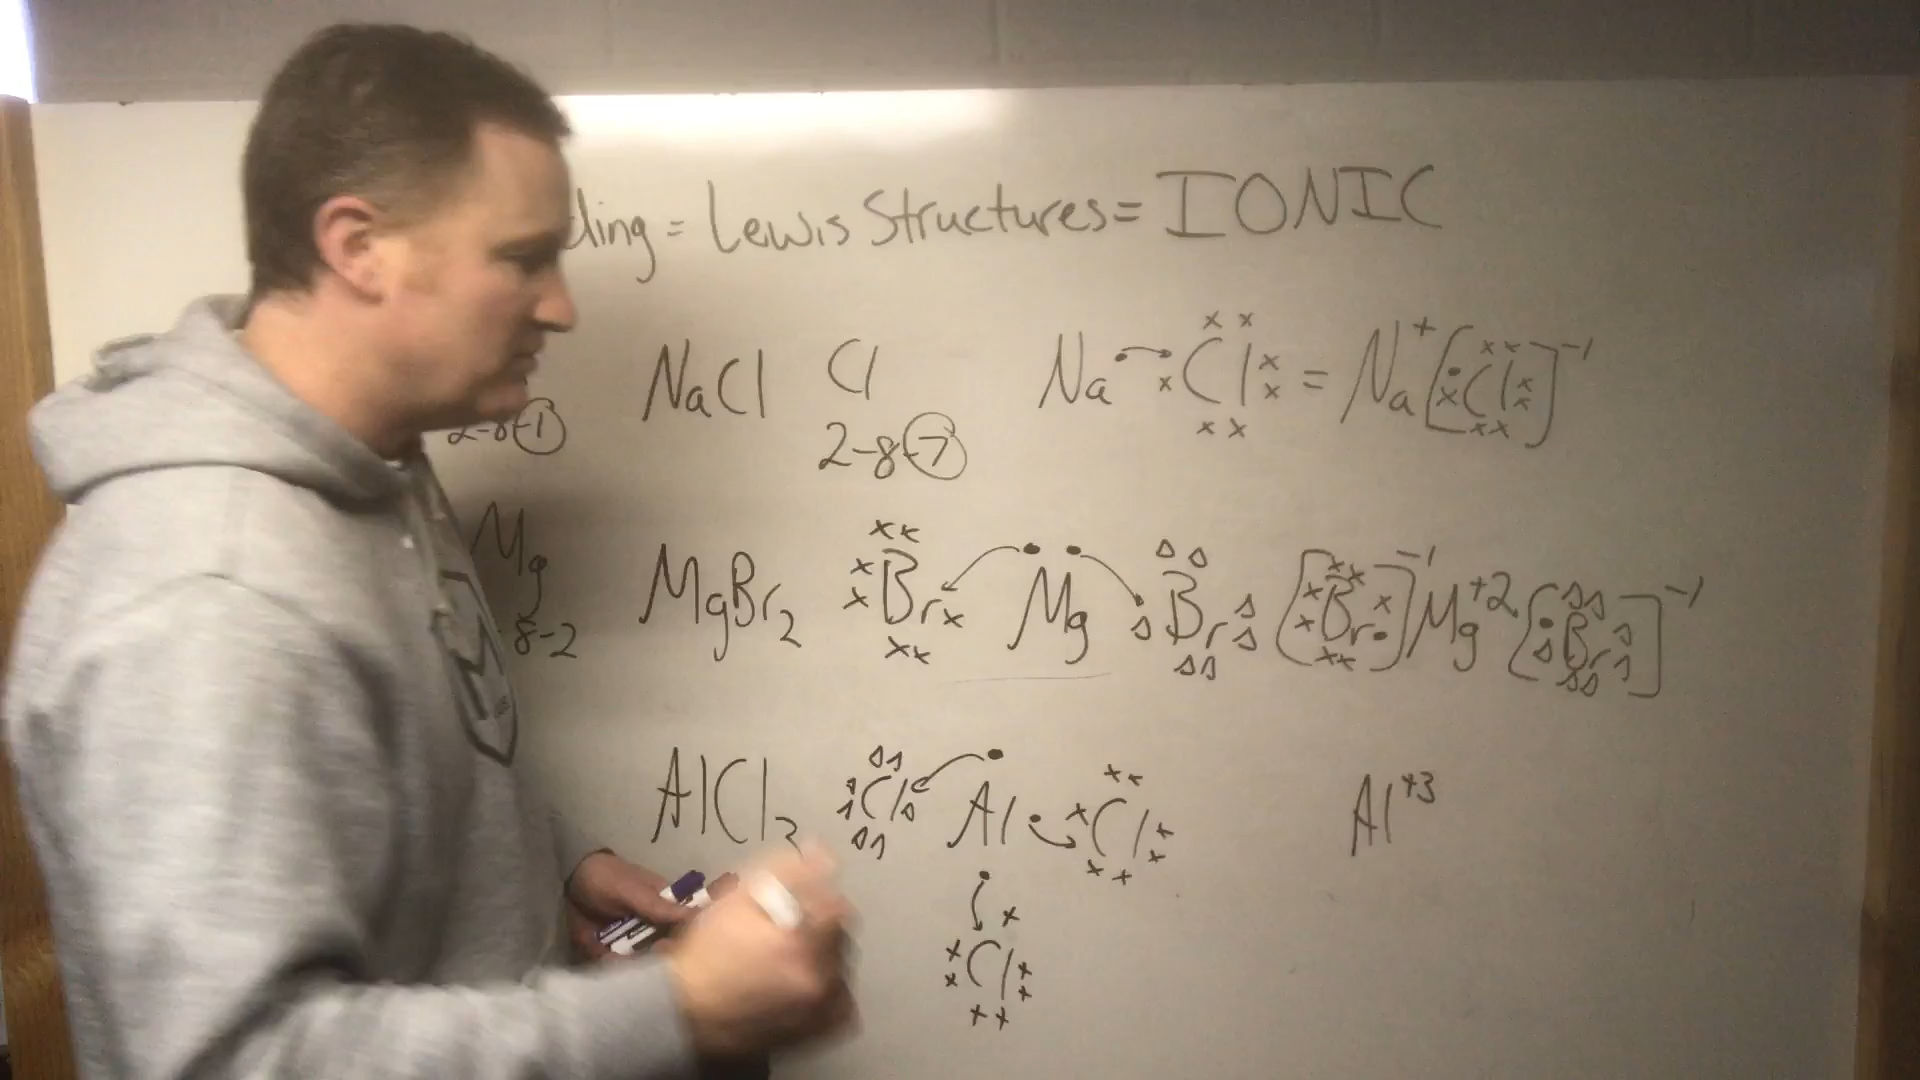 ding = Lewis Structures = IONIC
NaCl Cl Na Cl = Na+ [Cl]-1
2-8-1 2-8-7
Mg MgBr2 Br Mg Br [Br]-1 Mg+2 [Br]-1
8-2
AlCl3 Cl Al Cl Al+3
Cl